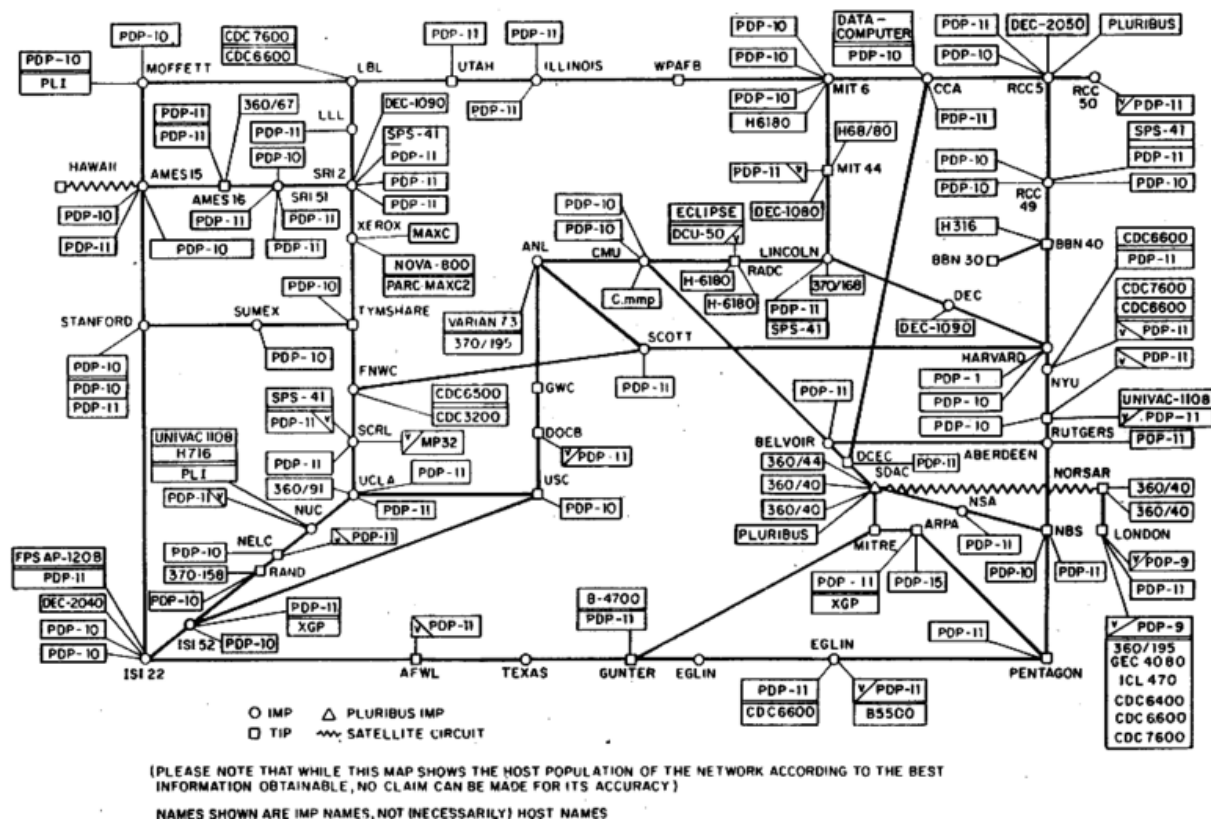 PDP-10
CDC 7600
CDC 6600
PDP-11
PDP-11
PDP-10
DATA-
COMPUTER
PDP-10
PDP-11
DEC-2050
PLURIBUS
PDP-10
PLI
MOFFETT
LBL
UTAH
ILLINOIS
WPAFB
PDP-10
PDP-10
MIT 6
CCA
RCC 5
RCC
50
PDP-11
PDP-10
H6180
PDP-11
V PDP-11
PDP-11
PDP-11
360/67
LLL
PDP-11
DEC-1090
SPS-41
PDP-11
H68/80
SPS-41
PDP-11
PDP-10
HAWAII
AMES 15
AMES 16
PDP-10
SRI 51
SRI 2
PDP-11
PDP-11
PDP-11 V
MIT 44
PDP-10
PDP-10
RCC
49
PDP-10
PDP-11
PDP-10
PDP-11
PDP-11
PDP-11
XEROX
MAXC
NOVA-800
PARC-MAXC2
PDP-10
PDP-10
DEC-1080
ECLIPSE
DCU-50 V
H316
BBN 40
BBN 30
CDC6600
PDP-11
ANL
CMU
C.mmp
H-6180
RADC
H-6180
LINCOLN
370/168
PDP-11
SPS-41
DEC
DEC-1090
CDC7600
CDC6600
V PDP-11
V PDP-11
STANFORD
SUMEX
PDP-10
TYMSHARE
PDP-10
VARIAN 73
370/195
SCOTT
PDP-11
HARVARD
PDP-1
PDP-10
NYU
PDP-10
PDP-10
PDP-11
FNWC
CDC6500
CDC3200
GWC
PDP-11
PDP-10
UNIVAC-1108
V PDP-11
RUTGERS
SPS-41
PDP-11 V
SCRL
V MP32
DOCB
V PDP-11
BELVOIR
ABERDEEN
PDP-11
UNIVAC 1108
H716
PLI
PDP-11
360/91
PDP-11
UCLA
PDP-11
USC
PDP-10
360/44
360/40
360/40
PLURIBUS
DCEC
SDAC
PDP-11
NORSAR
360/40
360/40
PDP-11 V
NUC
NSA
PDP-11
NBS
PDP-10
PDP-11
LONDON
V PDP-9
PDP-11
NELC
PDP-10
V PDP-11
MITRE
ARPA
PDP-11
XGP
PDP-15
FPS AP-120B
PDP-11
DEC-2040
PDP-10
PDP-10
370-158
RAND
PDP-10
ISI 52
PDP-11
XGP
PDP-10
B-4700
PDP-11
PDP-11
V PDP-9
360/195
GEC 4080
ICL 470
CDC6400
CDC6600
CDC7600
ISI 22
V PDP-11
AFWL
TEXAS
GUNTER
EGLIN
EGLIN
PENTAGON
PDP-11
CDC6600
V PDP-11
B5500
IMP
PLURIBUS IMP
TIP
SATELLITE CIRCUIT
(PLEASE NOTE THAT WHILE THIS MAP SHOWS THE HOST POPULATION OF THE NETWORK ACCORDING TO THE BEST
INFORMATION OBTAINABLE, NO CLAIM CAN BE MADE FOR ITS ACCURACY)
NAMES SHOWN ARE IMP NAMES, NOT (NECESSARILY) HOST NAMES